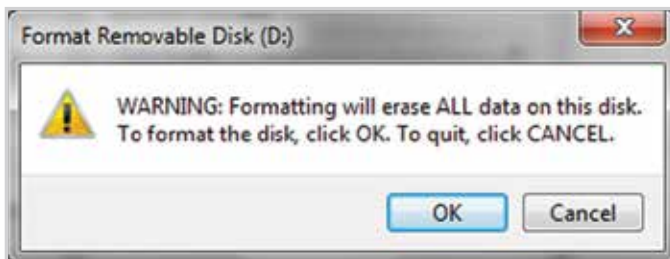 Format Removable Disk (D:)
WARNING: Formatting will erase ALL data on this disk.
To format the disk, click OK. To quit, click CANCEL.
OK Cancel